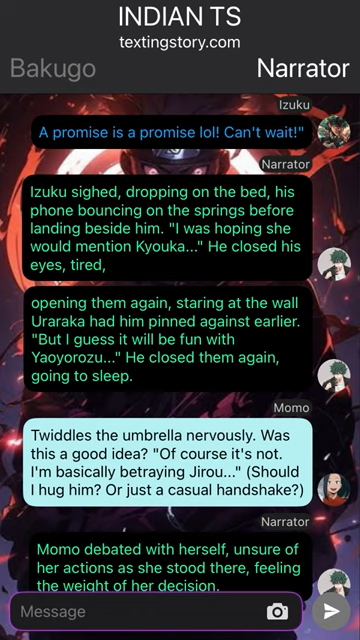 INDIAN TS
textingstory.com
Bakugo
Narrator
Izuku
A promise is a promise lol! Can't wait!"
Narrator
Izuku sighed, dropping on the bed, his
phone bouncing on the springs before
landing beside him. "I was hoping she
would mention Kyouka..." He closed his
eyes, tired,
opening them again, staring at the wall
Uraraka had him pinned against earlier.
"But I guess it will be fun with
Yaoyorozu..." He closed them again,
going to sleep.
Momo
Twiddles the umbrella nervously. Was
this a good idea? "Of course it's not.
I'm basically betraying Jirou..." (Should
I hug him? Or just a casual handshake?)
Narrator
Momo debated with herself, unsure of
her actions as she stood there, feeling
the weight of her decision.
Message